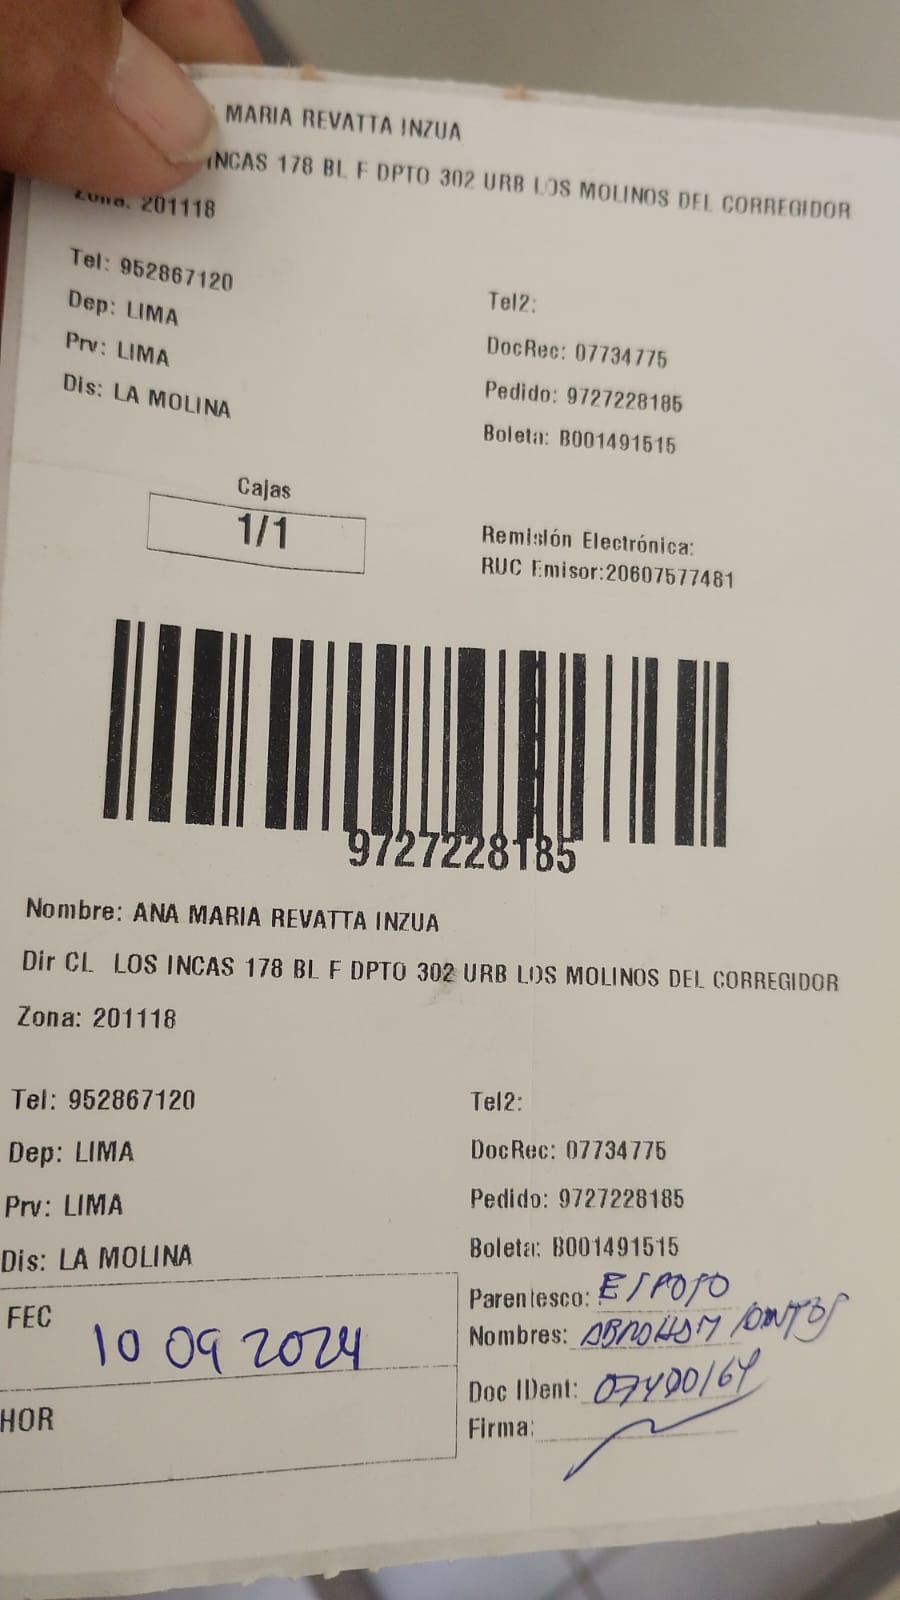 MARIA REVATTA INZUA
INCAS 178 BL F DPTO 302 URB LOS MOLINOS DEL CORREGIDOR
Zona: 201118
Tel: 952867120
Tel2:
Dep: LIMA
DocRec: 07734775
Prv: LIMA
Pedido: 9727228185
Dis: LA MOLINA
Boleta: B001491515
Cajas
1/1
Remisión Electrónica:
RUC Emisor:20607577481
9727228185
Nombre: ANA MARIA REVATTA INZUA
Dir CL LOS INCAS 178 BL F DPTO 302 URB LOS MOLINOS DEL CORREGIDOR
Zona: 201118
Tel: 952867120
Tel2:
Dep: LIMA
DocRec: 07734775
Prv: LIMA
Pedido: 9727228185
Dis: LA MOLINA
Boleta: B001491515
FEC
10 09 2024
HOR
Parentesco: ESPOSO
Nombres: ABROHAM SANTOS
Doc IDent:
Firma: